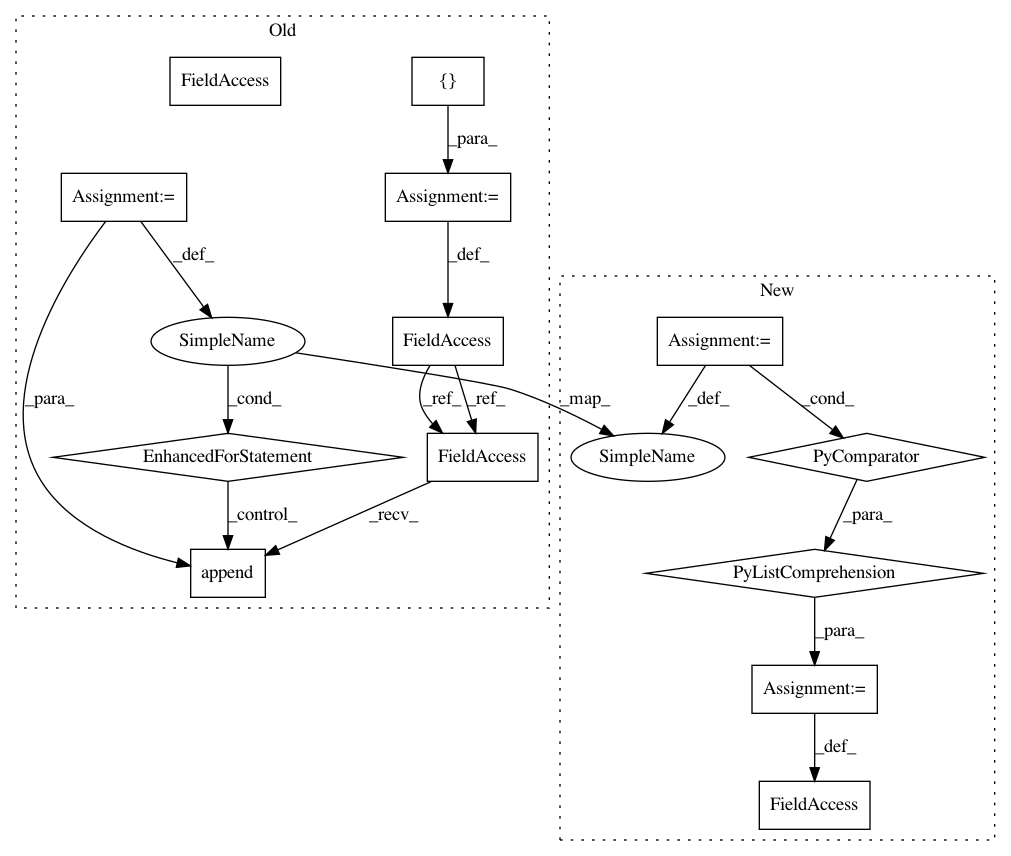 Old
FieldAccess
{}
_para_
Assignment:=
Assignment:=
_def_
_def_
New
SimpleName
FieldAccess
Assignment:=
_para_
_cond_
_ref_
_ref_
_map_
_def_
_cond_
EnhancedForStatement
FieldAccess
SimpleName
PyComparator
_control_
_recv_
_para_
append
PyListComprehension
_para_
Assignment:=
_def_
FieldAccess